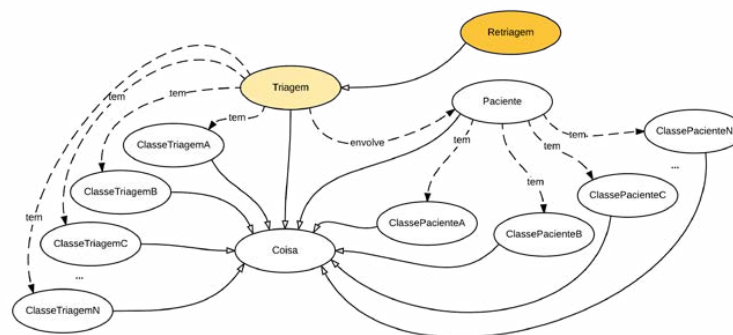 Retriagem
Triagem
Paciente
tem
tem
tem
envolve
tem
tem
tem
tem
tem
ClasseTriagemA
ClasseTriagemB
ClasseTriagemC
...
ClasseTriagemN
Coisa
ClassePacienteA
ClassePacienteB
ClassePacienteC
...
ClassePacienteN